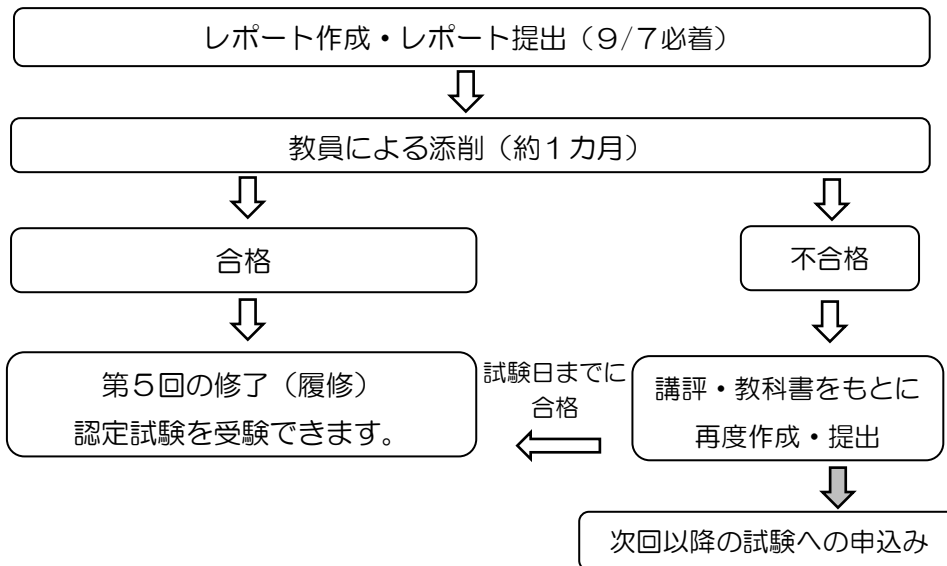 レポート作成・レポート提出（９/７必着）
教員による添削（約１カ月）
合格
不合格
第５回の修了（履修）
認定試験を受験できます。
試験日までに
合格
講評・教科書をもとに
再度作成・提出
次回以降の試験への申込み